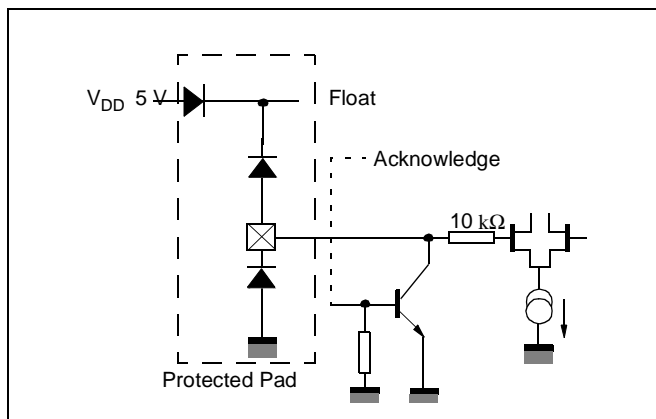 V_DD 5 V
Float
Acknowledge
10 kΩ
Protected Pad